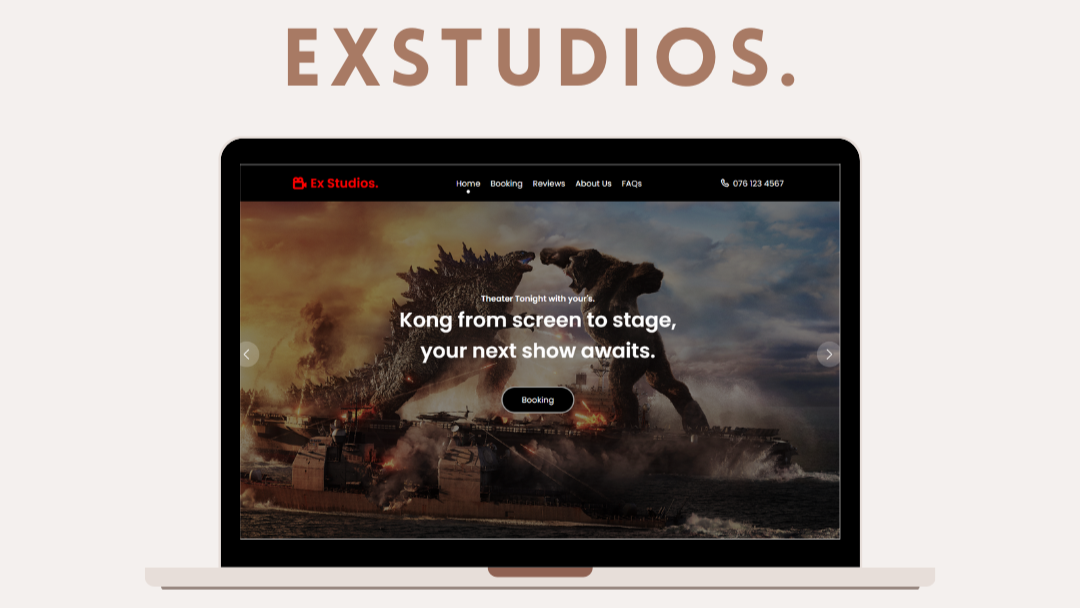 EXSTUDIOS.
Ex Studios.
Home Booking Reviews About Us FAQs
076 123 4567
Theater Tonight with your's.
Kong from screen to stage,
your next show awaits.
Booking